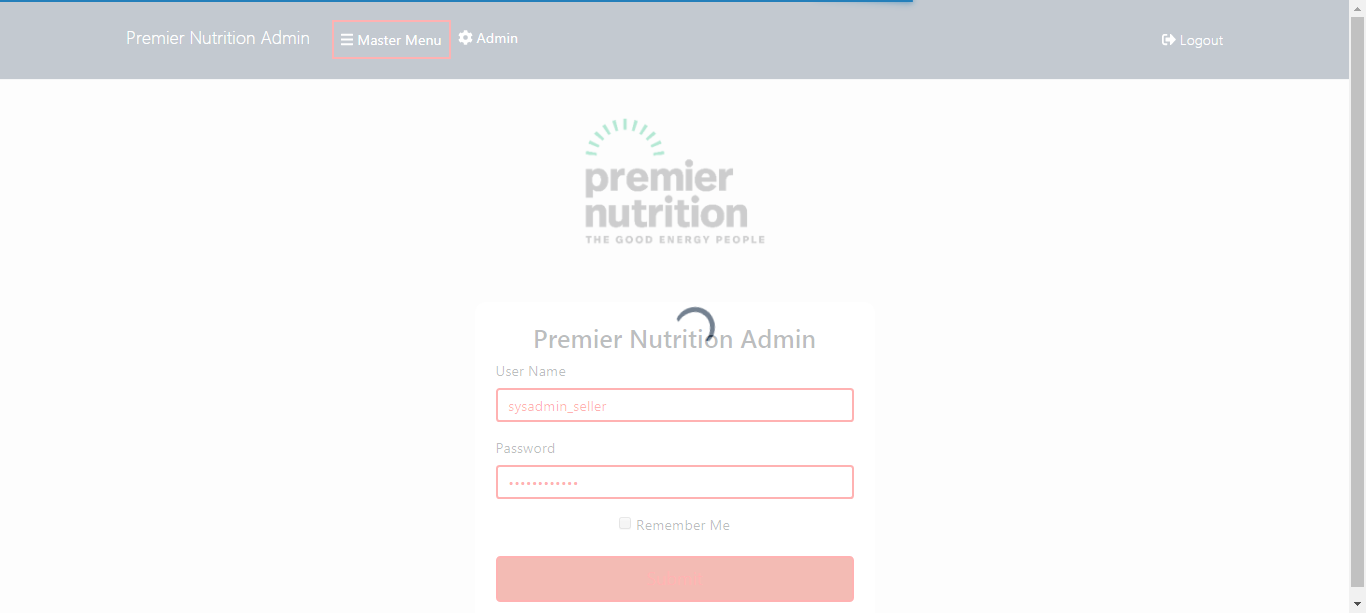 Premier Nutrition Admin
Master Menu
Admin
Logout
premier
nutrition
THE GOOD ENERGY PEOPLE
Premier Nutrition Admin
User Name
sysadmin_seller
Password
••••••••••••
Remember Me